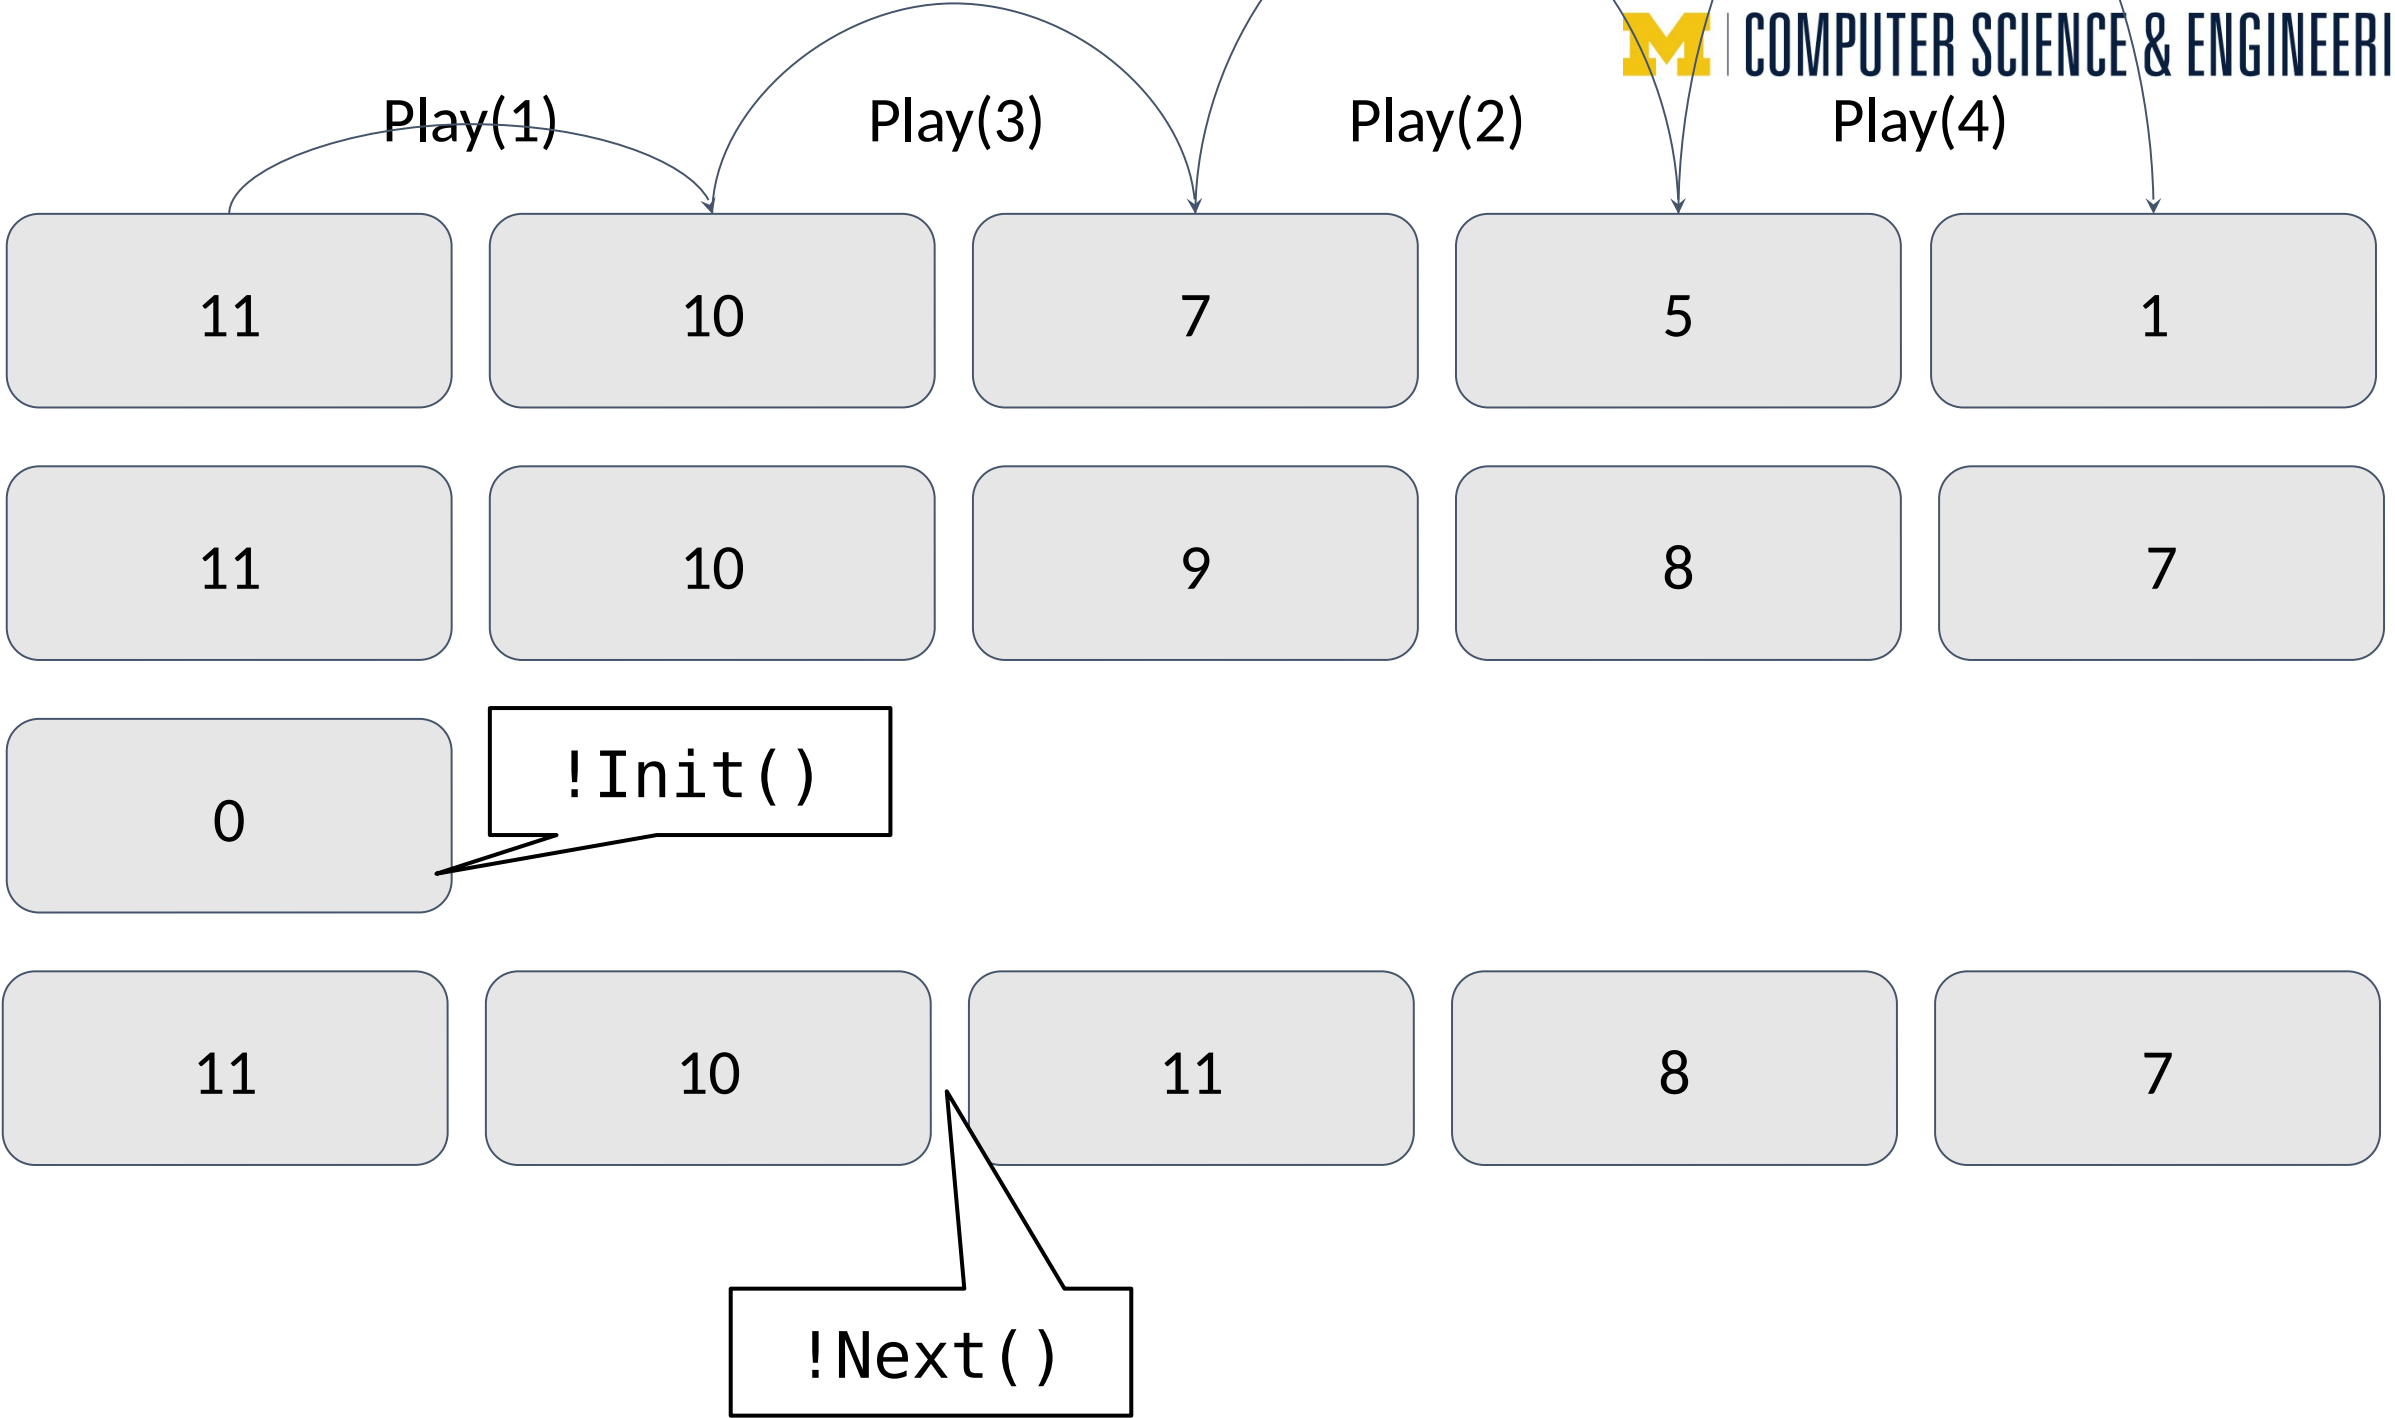 COMPUTER SCIENCE & ENGINEERI
Play(1) Play(3) Play(2) Play(4)
11 10 7 5 1
11 10 9 8 7
!Init()
0
11 10 11 8 7
!Next()